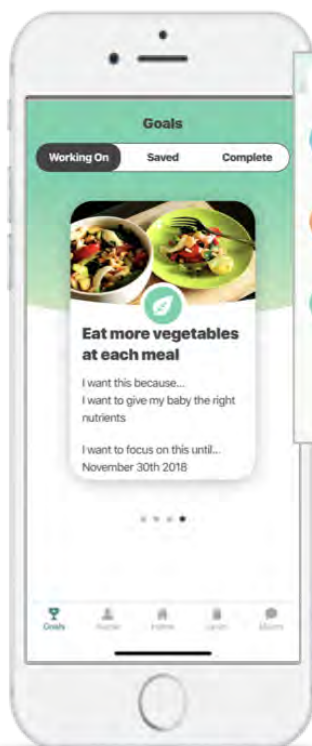 Goals
Working On Saved Complete
Eat more vegetables
at each meal
I want this because...
I want to give my baby the right
nutrients
I want to focus on this until...
November 30th 2018
Goals Home Learn